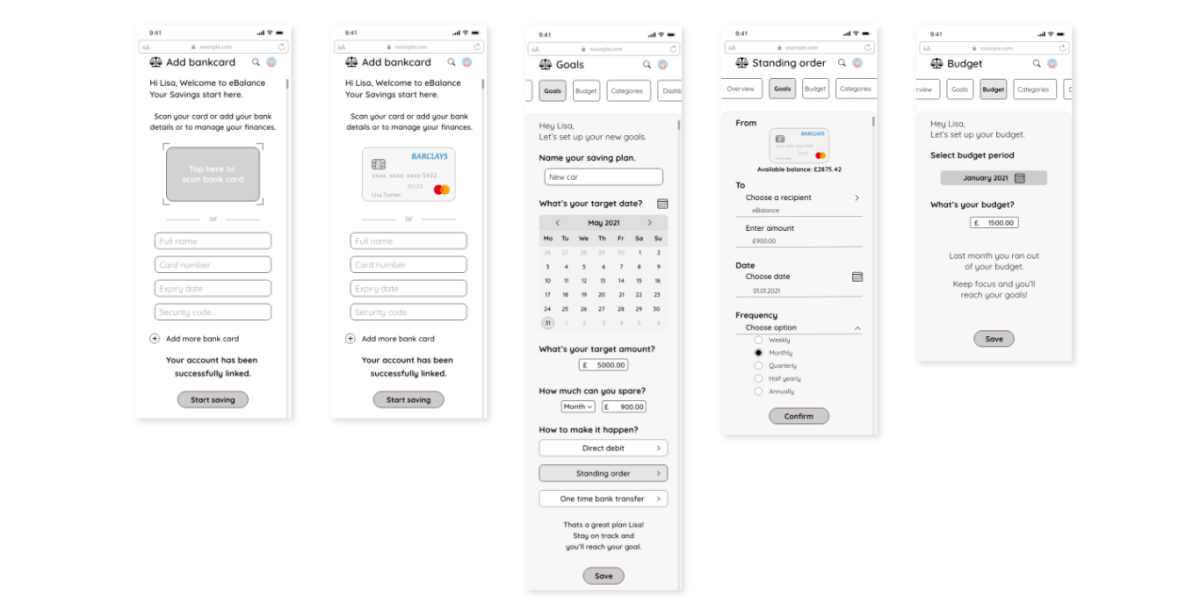 9:41
AA
example.com
Add bankcard
Hi Lisa, Welcome to eBalance
Your Savings start here.
Scan your card or add your bank
details or to manage your finances.
Tap here to
scan bank card
or
Full name
Card number
Expiry date
Security code
Add more bank card
Your account has been
successfully linked.
Start saving
9:41
AA
example.com
Add bankcard
Hi Lisa, Welcome to eBalance
Your Savings start here.
Scan your card or add your bank
details or to manage your finances.
BARCLAYS
xxxx xxxx xxxx 5432
Lisa Turner
or
Full name
Card number
Expiry date
Security code
Add more bank card
Your account has been
successfully linked.
Start saving
9:41
AA
example.com
Goals
Goals Budget Categories Dashb
Hey Lisa,
Let's set up your new goals.
Name your saving plan.
New car
What's your target date?
May 2021
Mo Tu We Th Fr Sa Su
26 27 28 29 30 1 2
3 4 5 6 7 8 9
10 11 12 13 14 15 16
17 18 19 20 21 22 23
24 25 26 27 28 29 30
31 1 2 3 4 5 6
What's your target amount?
£ 5000.00
How much can you spare?
Month £ 900.00
How to make it happen?
Direct debit
Standing order
One time bank transfer
Thats a great plan Lisa!
Stay on track and
you'll reach your goal.
Save
9:41
AA
example.com
Standing order
Overview Goals Budget Categories
From
BARCLAYS
Lisa Turner
Available balance: £2875.42
To
Choose a recipient
eBalance
Enter amount
£900.00
Date
Choose date
01.01.2021
Frequency
Choose option
Weekly
Monthly
Quarterly
Half yearly
Annually
Confirm
9:41
AA
example.com
Budget
rview Goals Budget Categories D
Hey Lisa,
Let's set up your budget.
Select budget period
January 2021
What's your budget?
£ 1500.00
Last month you ran out
of your budget.
Keep focus and you'll
reach your goals!
Save